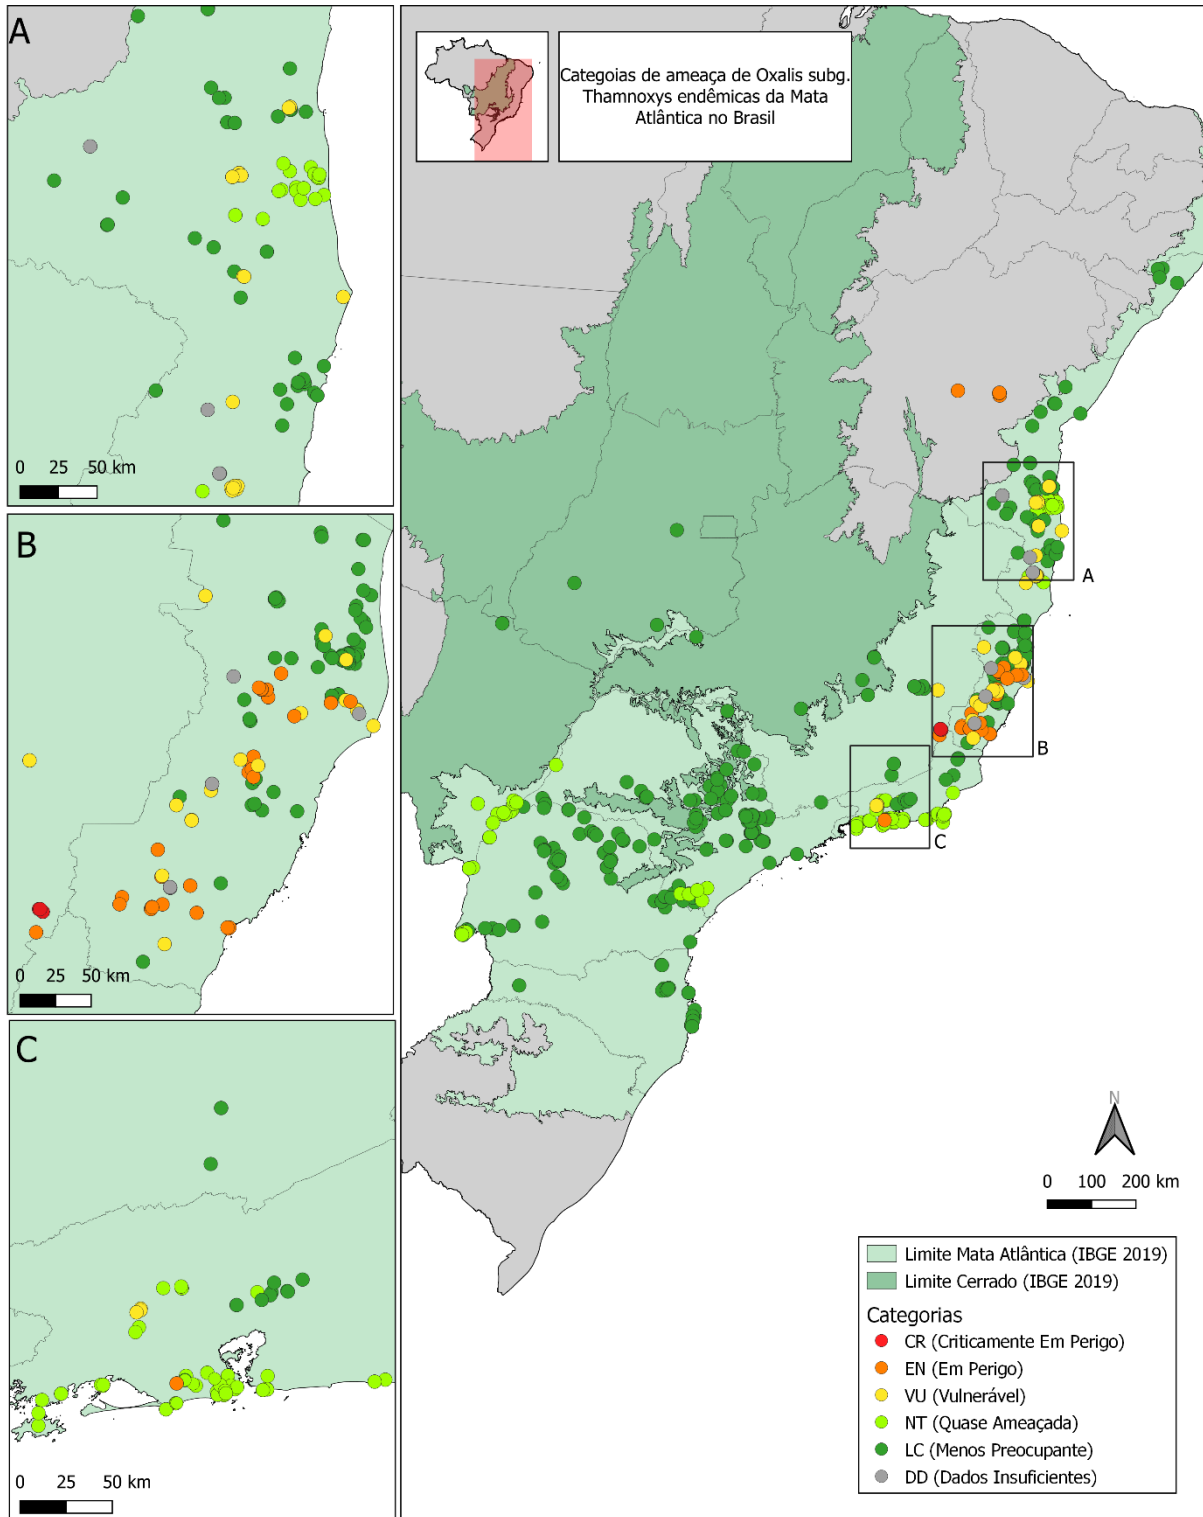 A
0 25 50 km
B
0 25 50 km
C
0 25 50 km
Categoias de ameaça de Oxalis subg.
Thamnoxys endêmicas da Mata
Atlântica no Brasil
A
B
C
N
0 100 200 km
Limite Mata Atlântica (IBGE 2019)
Limite Cerrado (IBGE 2019)
Categorias
CR (Criticamente Em Perigo)
EN (Em Perigo)
VU (Vulnerável)
NT (Quase Ameaçada)
LC (Menos Preocupante)
DD (Dados Insuficientes)